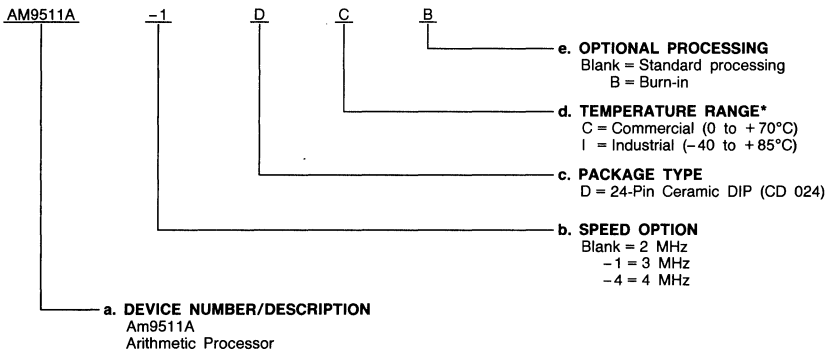 AM9511A -1 D C B
e. OPTIONAL PROCESSING
Blank = Standard processing
B = Burn-in
d. TEMPERATURE RANGE*
C = Commercial (0 to +70°C)
I = Industrial (-40 to +85°C)
c. PACKAGE TYPE
D = 24-Pin Ceramic DIP (CD 024)
b. SPEED OPTION
Blank = 2 MHz
-1 = 3 MHz
-4 = 4 MHz
a. DEVICE NUMBER/DESCRIPTION
Am9511A
Arithmetic Processor